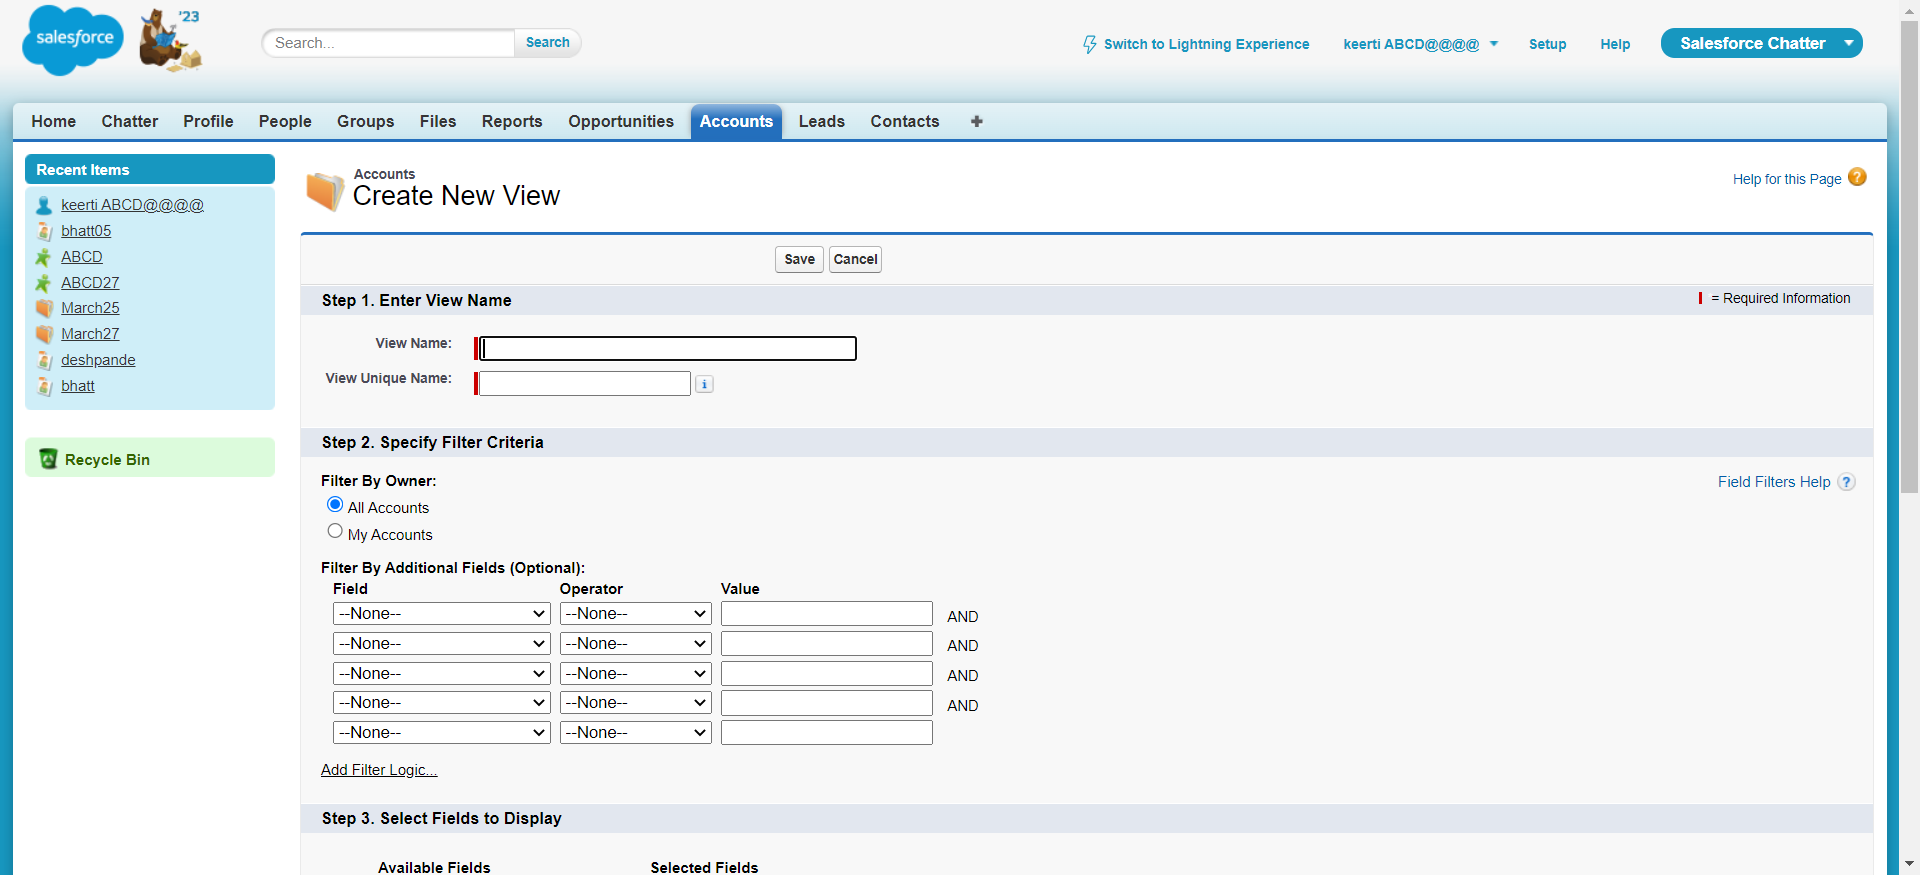 salesforce
'23
Search...
Search
Switch to Lightning Experience
keerti ABCD@@@@
Setup
Help
Salesforce Chatter
Home
Chatter
Profile
People
Groups
Files
Reports
Opportunities
Accounts
Leads
Contacts
Recent Items
keerti ABCD@@@@
bhatt05
ABCD
ABCD27
March25
March27
deshpande
bhatt
Recycle Bin
Accounts
Create New View
Help for this Page
Save
Cancel
Step 1. Enter View Name
= Required Information
View Name:
View Unique Name:
Step 2. Specify Filter Criteria
Filter By Owner:
Field Filters Help
All Accounts
My Accounts
Filter By Additional Fields (Optional):
Field Operator Value
--None-- --None-- AND
--None-- --None-- AND
--None-- --None-- AND
--None-- --None-- AND
--None-- --None--
Add Filter Logic...
Step 3. Select Fields to Display
Available Fields Selected Fields